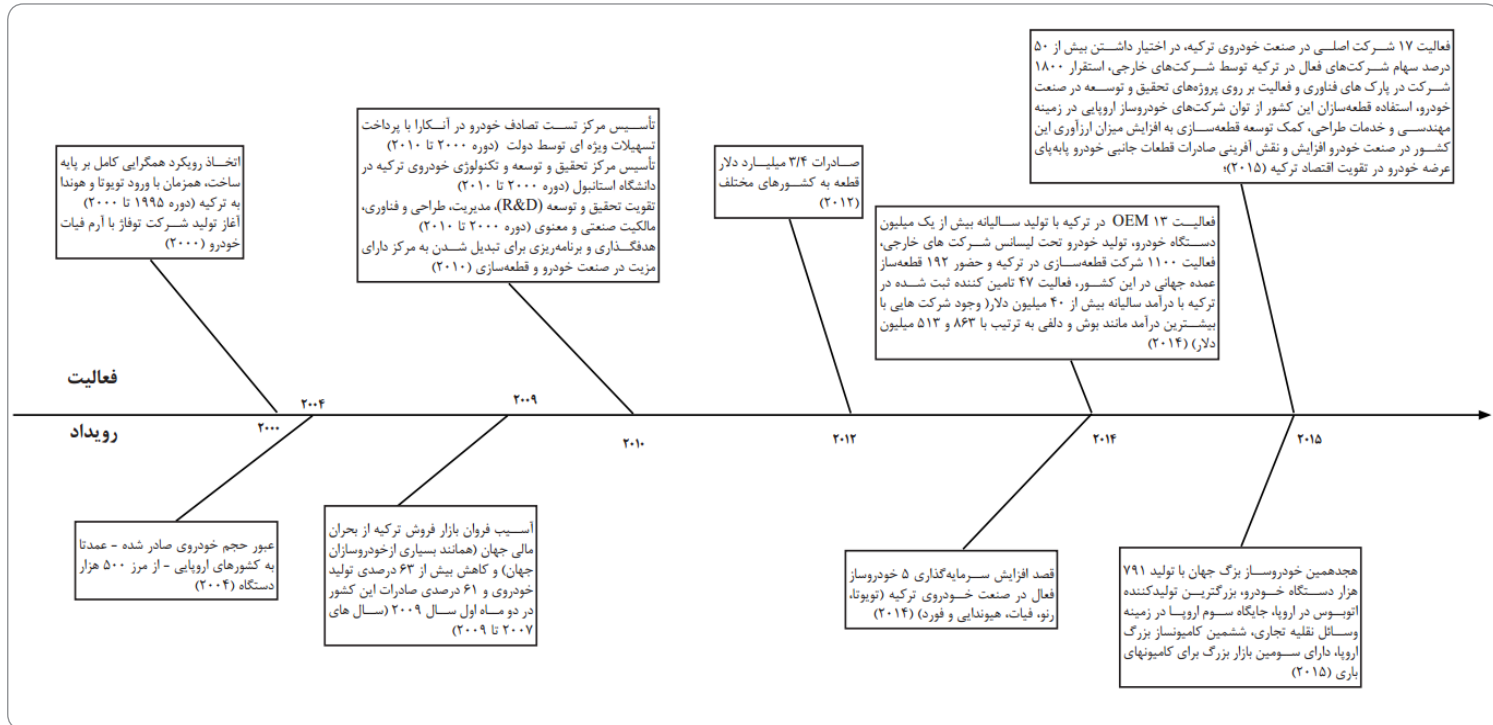 فعالیت ۱۷ شرکت اصلی در صنعت خودروی ترکیه، در اختیار داشتن بیش از ۵۰
درصد سهام شرکت‌های فعال در ترکیه توسط شرکت‌های خارجی، استقرار ۱۸۰۰
شرکت در پارک های فناوری و فعالیت بر روی پروژه‌های تحقیق و توسعه در صنعت
خودرو، استفاده قطعه‌سازان این کشور از توان شرکت‌های خودروساز اروپایی در زمینه
مهندسی و خدمات طراحی، کمک توسعه قطعه‌سازی به افزایش میزان ارزآوری این
کشور در صنعت خودرو افزایش و نقش آفرینی صادرات قطعات جانبی خودرو پابه‌پای
عرضه خودرو در تقویت اقتصاد ترکیه (۲۰۱۵)؛
تأسیس مرکز تست تصادف خودرو در آنکارا با پرداخت
تسهیلات ویژه ای توسط دولت (دوره ۲۰۰۰ تا ۲۰۱۰)
تأسیس مرکز تحقیق و توسعه و تکنولوژی خودروی ترکیه در
دانشگاه استانبول (دوره ۲۰۰۰ تا ۲۰۱۰)
تقویت تحقیق و توسعه (R&D)، مدیریت، طراحی و فناوری،
مالکیت صنعتی و معنوی (دوره ۲۰۰۰ تا ۲۰۱۰)
هدفگذاری و برنامه‌ریزی برای تبدیل شدن به مرکز دارای
مزیت در صنعت خودرو و قطعه‌سازی (۲۰۱۰)
اتخاذ رویکرد همگرایی کامل بر پایه
ساخت، همزمان با ورود تویوتا و هوندا
به ترکیه (دوره ۱۹۹۵ تا ۲۰۰۰)
آغاز تولید شرکت توفاژ با آرم فیات
خودرو (۲۰۰۰)
صادرات ۳/۴ میلیارد دلار
قطعه به کشورهای مختلف
(۲۰۱۲)
فعالیت ۱۳ OEM در ترکیه با تولید سالیانه بیش از یک میلیون
دستگاه خودرو، تولید خودرو تحت لیسانس شرکت های خارجی،
فعالیت ۱۱۰۰ شرکت قطعه‌سازی در ترکیه و حضور ۱۹۲ قطعه‌ساز
عمده جهانی در این کشور، فعالیت ۴۷ تامین کننده ثبت شده در
ترکیه با درآمد سالیانه بیش از ۴۰ میلیون دلار( وجود شرکت هایی با
بیشترین درآمد مانند بوش و دلفی به ترتیب با ۸۶۳ و ۵۱۳ میلیون
دلار) (۲۰۱۴)
فعالیت
رویداد
۲۰۰۰
۲۰۰۴
۲۰۰۹
۲۰۱۰
۲۰۱۲
۲۰۱۴
۲۰۱۵
عبور حجم خودروی صادر شده - عمدتا
به کشورهای اروپایی - از مرز ۵۰۰ هزار
دستگاه (۲۰۰۴)
آسیب فروان بازار فروش ترکیه از بحران
مالی جهان (همانند بسیاری ازخودروسازان
جهان) و کاهش بیش از ۶۳ درصدی تولید
خودروی و ۶۱ درصدی صادرات این کشور
در دو ماه اول سال ۲۰۰۹ (سال های
۲۰۰۷ تا ۲۰۰۹)
قصد افزایش سرمایه‌گذاری ۵ خودروساز
فعال در صنعت خودروی ترکیه (تویوتا،
رنو، فیات، هیوندایی و فورد) (۲۰۱۴)
هجدهمین خودروساز بزگ جهان با تولید ۷۹۱
هزار دستگاه خودرو، بزرگترین تولیدکننده
اتوبوس در اروپا، جایگاه سوم اروپا در زمینه
وسائل نقلیه تجاری، ششمین کامیونساز بزرگ
اروپا، دارای سومین بازار بزرگ برای کامیونهای
باری (۲۰۱۵)